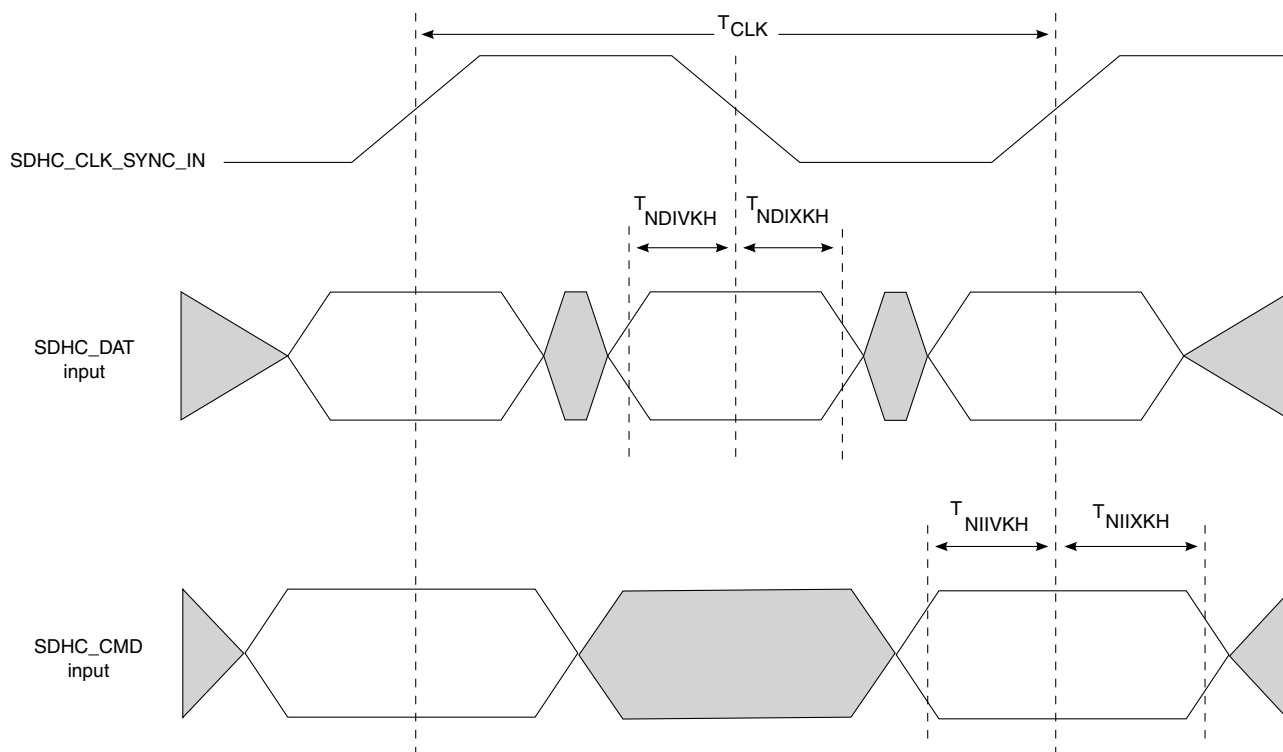 TCLK
SDHC_CLK_SYNC_IN
TNDIVKH
TNDIXKH
SDHC_DAT
input
TNIIVKH
TNIIXKH
SDHC_CMD
input